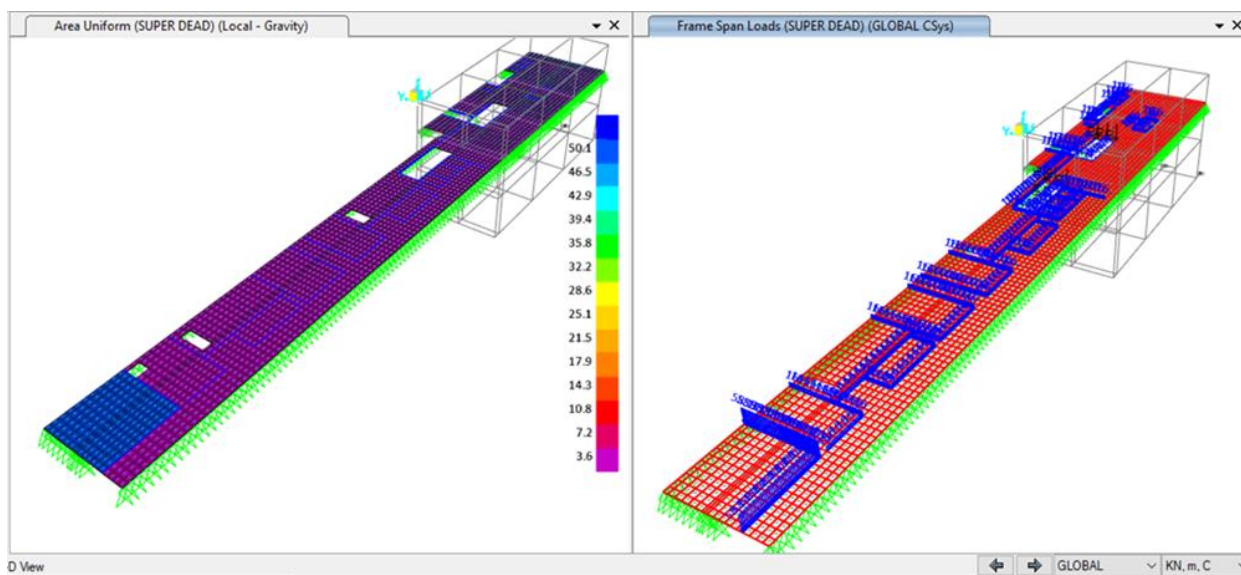 Area Uniform (SUPER DEAD) (Local - Gravity)
Frame Span Loads (SUPER DEAD) (GLOBAL CSys)
50.1
46.5
42.9
39.4
35.8
32.2
28.6
25.1
21.5
17.9
14.3
10.8
7.2
3.6
D View
GLOBAL
KN, m, C